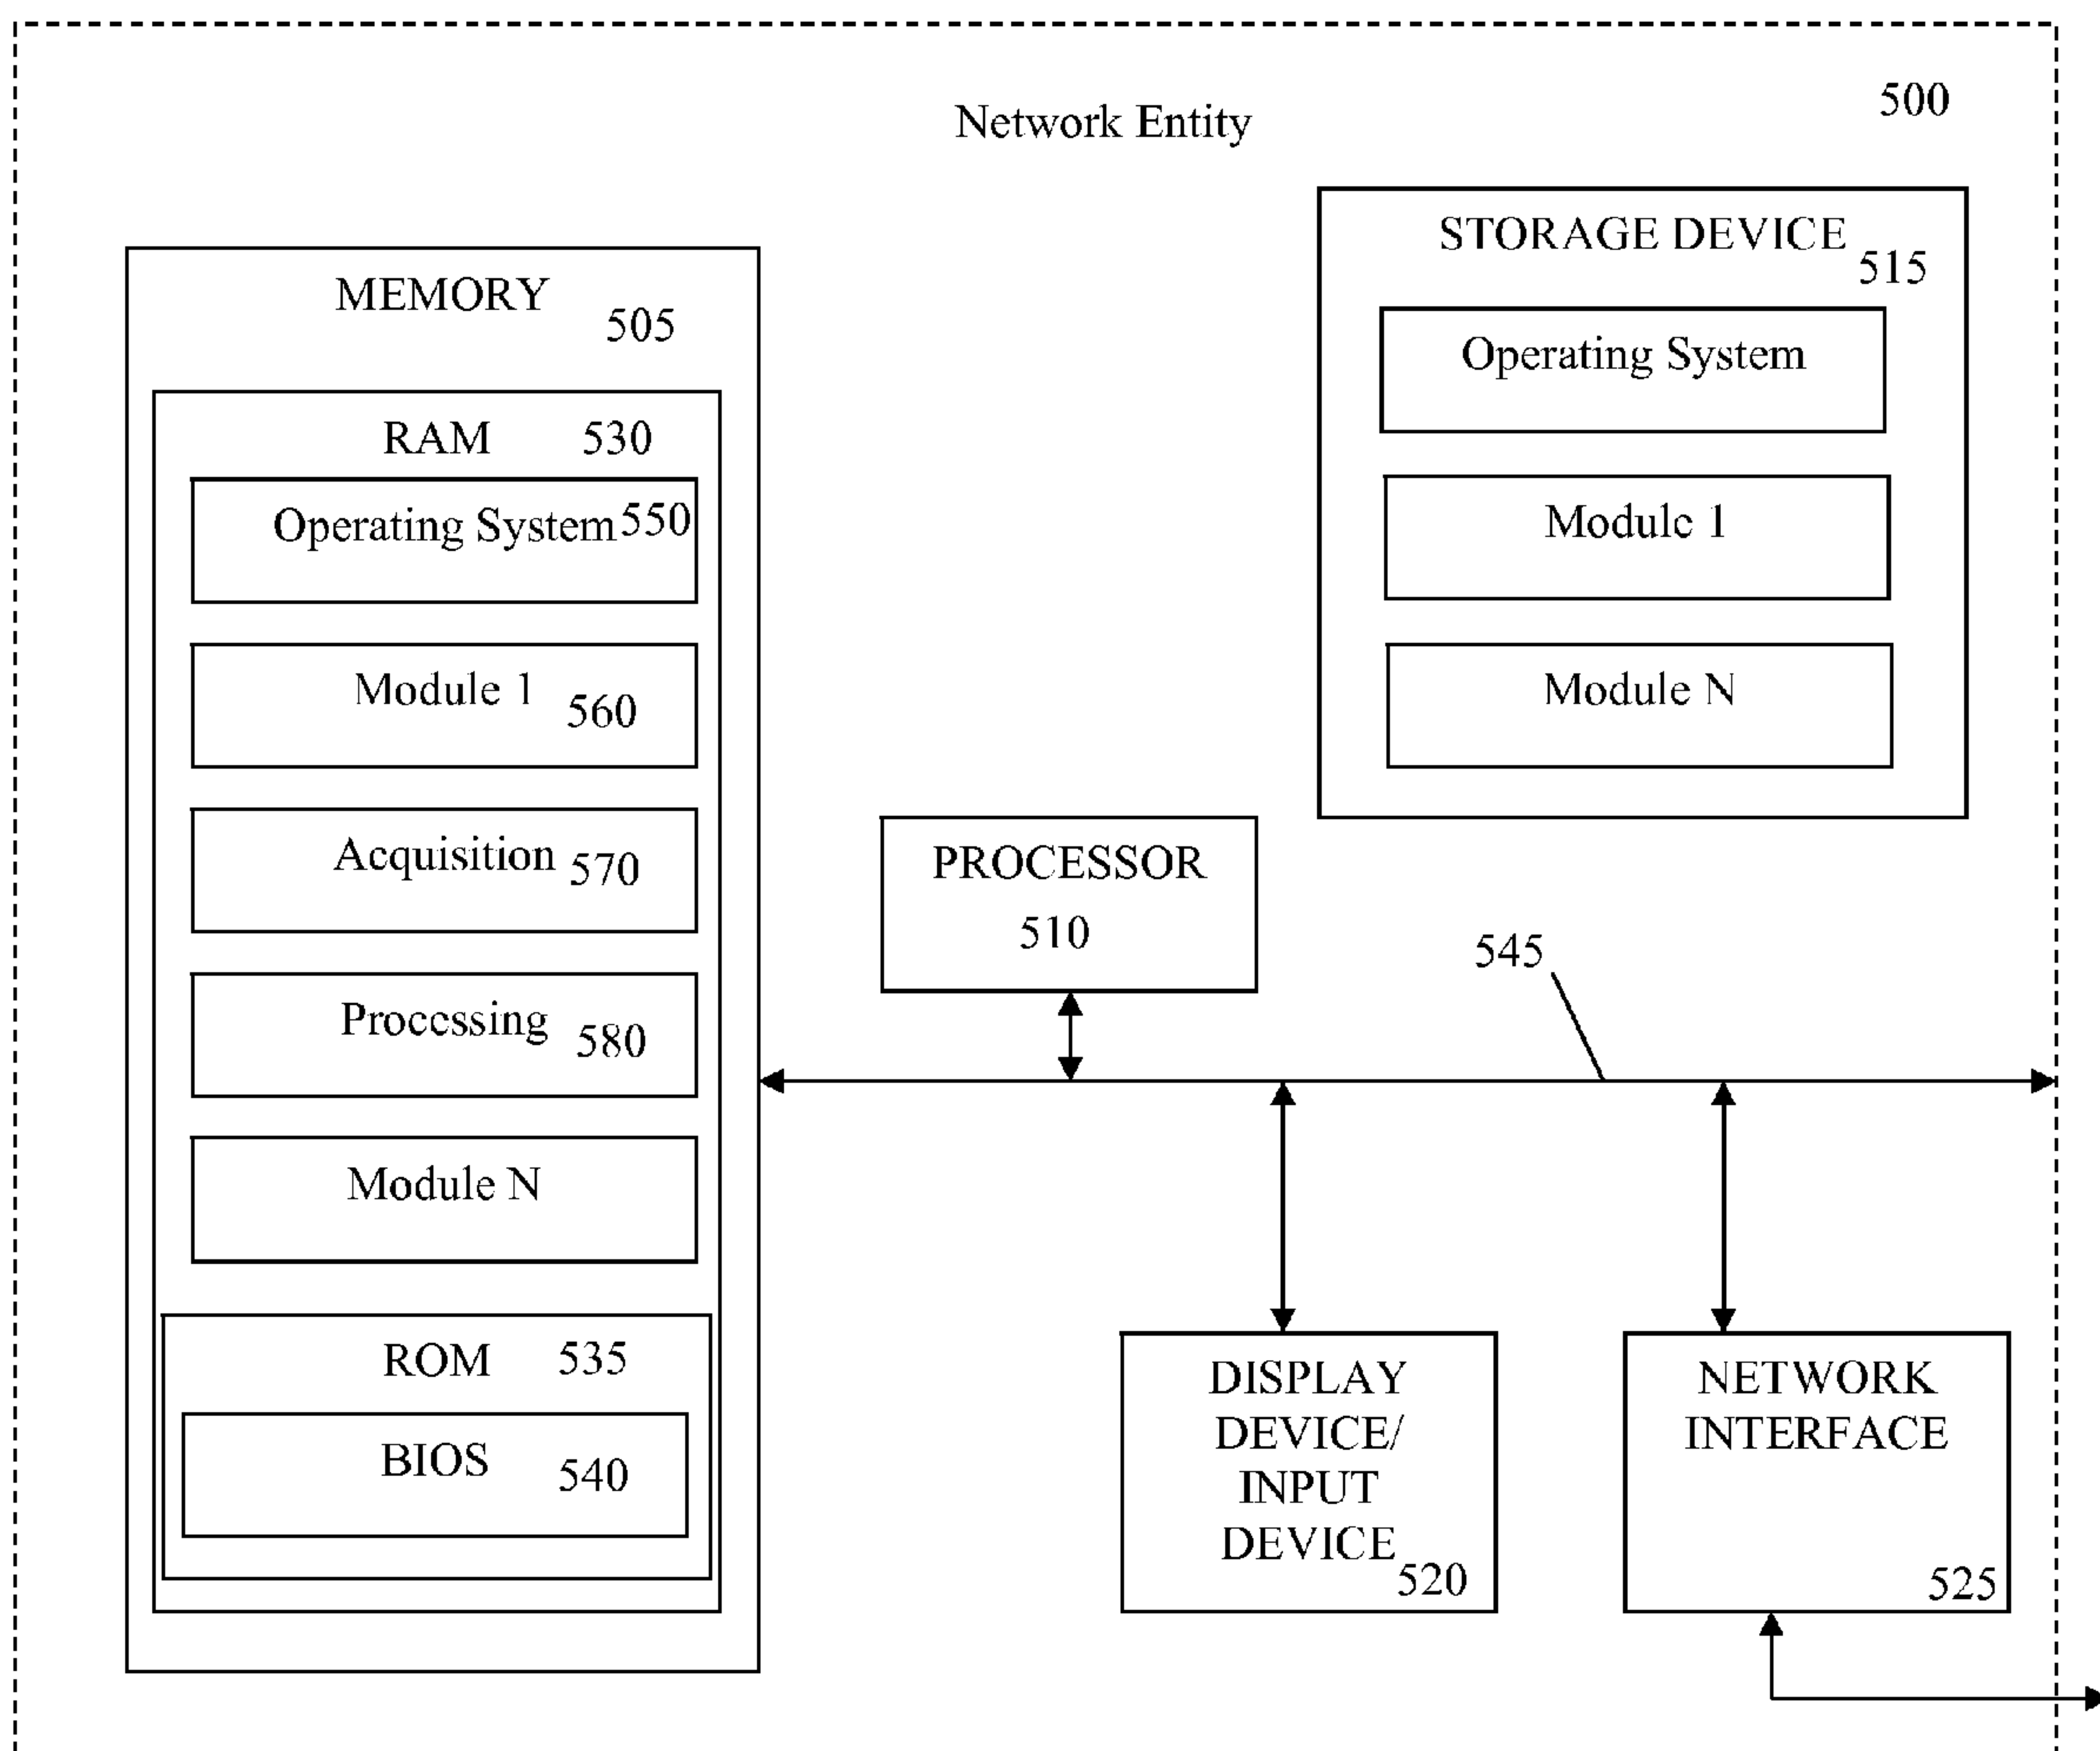 Network Entity
500
MEMORY
505
RAM 530
Operating System 550
Module 1 560
Acquisition 570
Processing 580
Module N
ROM 535
BIOS 540
STORAGE DEVICE
515
Operating System
Module 1
Module N
PROCESSOR
510
545
DISPLAY
DEVICE/
INPUT
DEVICE
520
NETWORK
INTERFACE
525